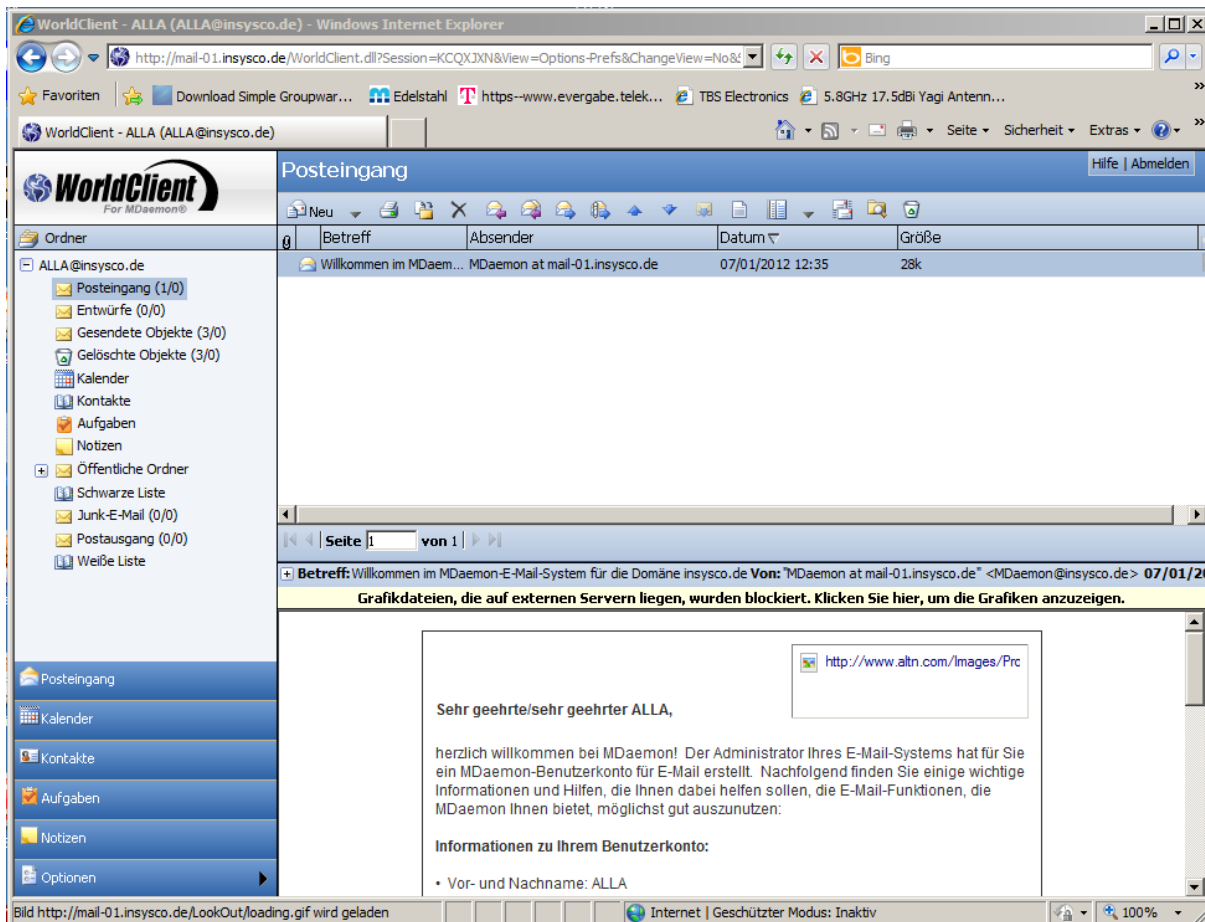 WorldClient - ALLA (ALLA@insysco.de) - Windows Internet Explorer
http://mail-01.insysco.de/WorldClient.dll?Session=KCQXJXN&View=Options-Prefs&ChangeView=No&
Bing
Favoriten Download Simple Groupwar... Edelstahl https--www.evergabe.telek... TBS Electronics 5.8GHz 17.5dBi Yagi Antenn...
WorldClient - ALLA (ALLA@insysco.de)
Seite Sicherheit Extras
WorldClient
For MDaemon®
Posteingang
Hilfe | Abmelden
Neu
Ordner
Betreff Absender Datum Größe
Willkommen im MDaem... MDaemon at mail-01.insysco.de 07/01/2012 12:35 28k
ALLA@insysco.de
Posteingang (1/0)
Entwürfe (0/0)
Gesendete Objekte (3/0)
Gelöschte Objekte (3/0)
Kalender
Kontakte
Aufgaben
Notizen
Öffentliche Ordner
Schwarze Liste
Junk-E-Mail (0/0)
Postausgang (0/0)
Weiße Liste
Seite 1 von 1
Betreff: Willkommen im MDaemon-E-Mail-System für die Domäne insysco.de Von: "MDaemon at mail-01.insysco.de" <MDaemon@insysco.de> 07/01/20
Grafikdateien, die auf externen Servern liegen, wurden blockiert. Klicken Sie hier, um die Grafiken anzuzeigen.
http://www.altn.com/Images/Prc
Sehr geehrte/sehr geehrter ALLA,
herzlich willkommen bei MDaemon! Der Administrator Ihres E-Mail-Systems hat für Sie
ein MDaemon-Benutzerkonto für E-Mail erstellt. Nachfolgend finden Sie einige wichtige
Informationen und Hilfen, die Ihnen dabei helfen sollen, die E-Mail-Funktionen, die
MDaemon Ihnen bietet, möglichst gut auszunutzen:
Informationen zu Ihrem Benutzerkonto:
• Vor- und Nachname: ALLA
Posteingang
Kalender
Kontakte
Aufgaben
Notizen
Optionen
Bild http://mail-01.insysco.de/LookOut/loading.gif wird geladen
Internet | Geschützter Modus: Inaktiv
100%